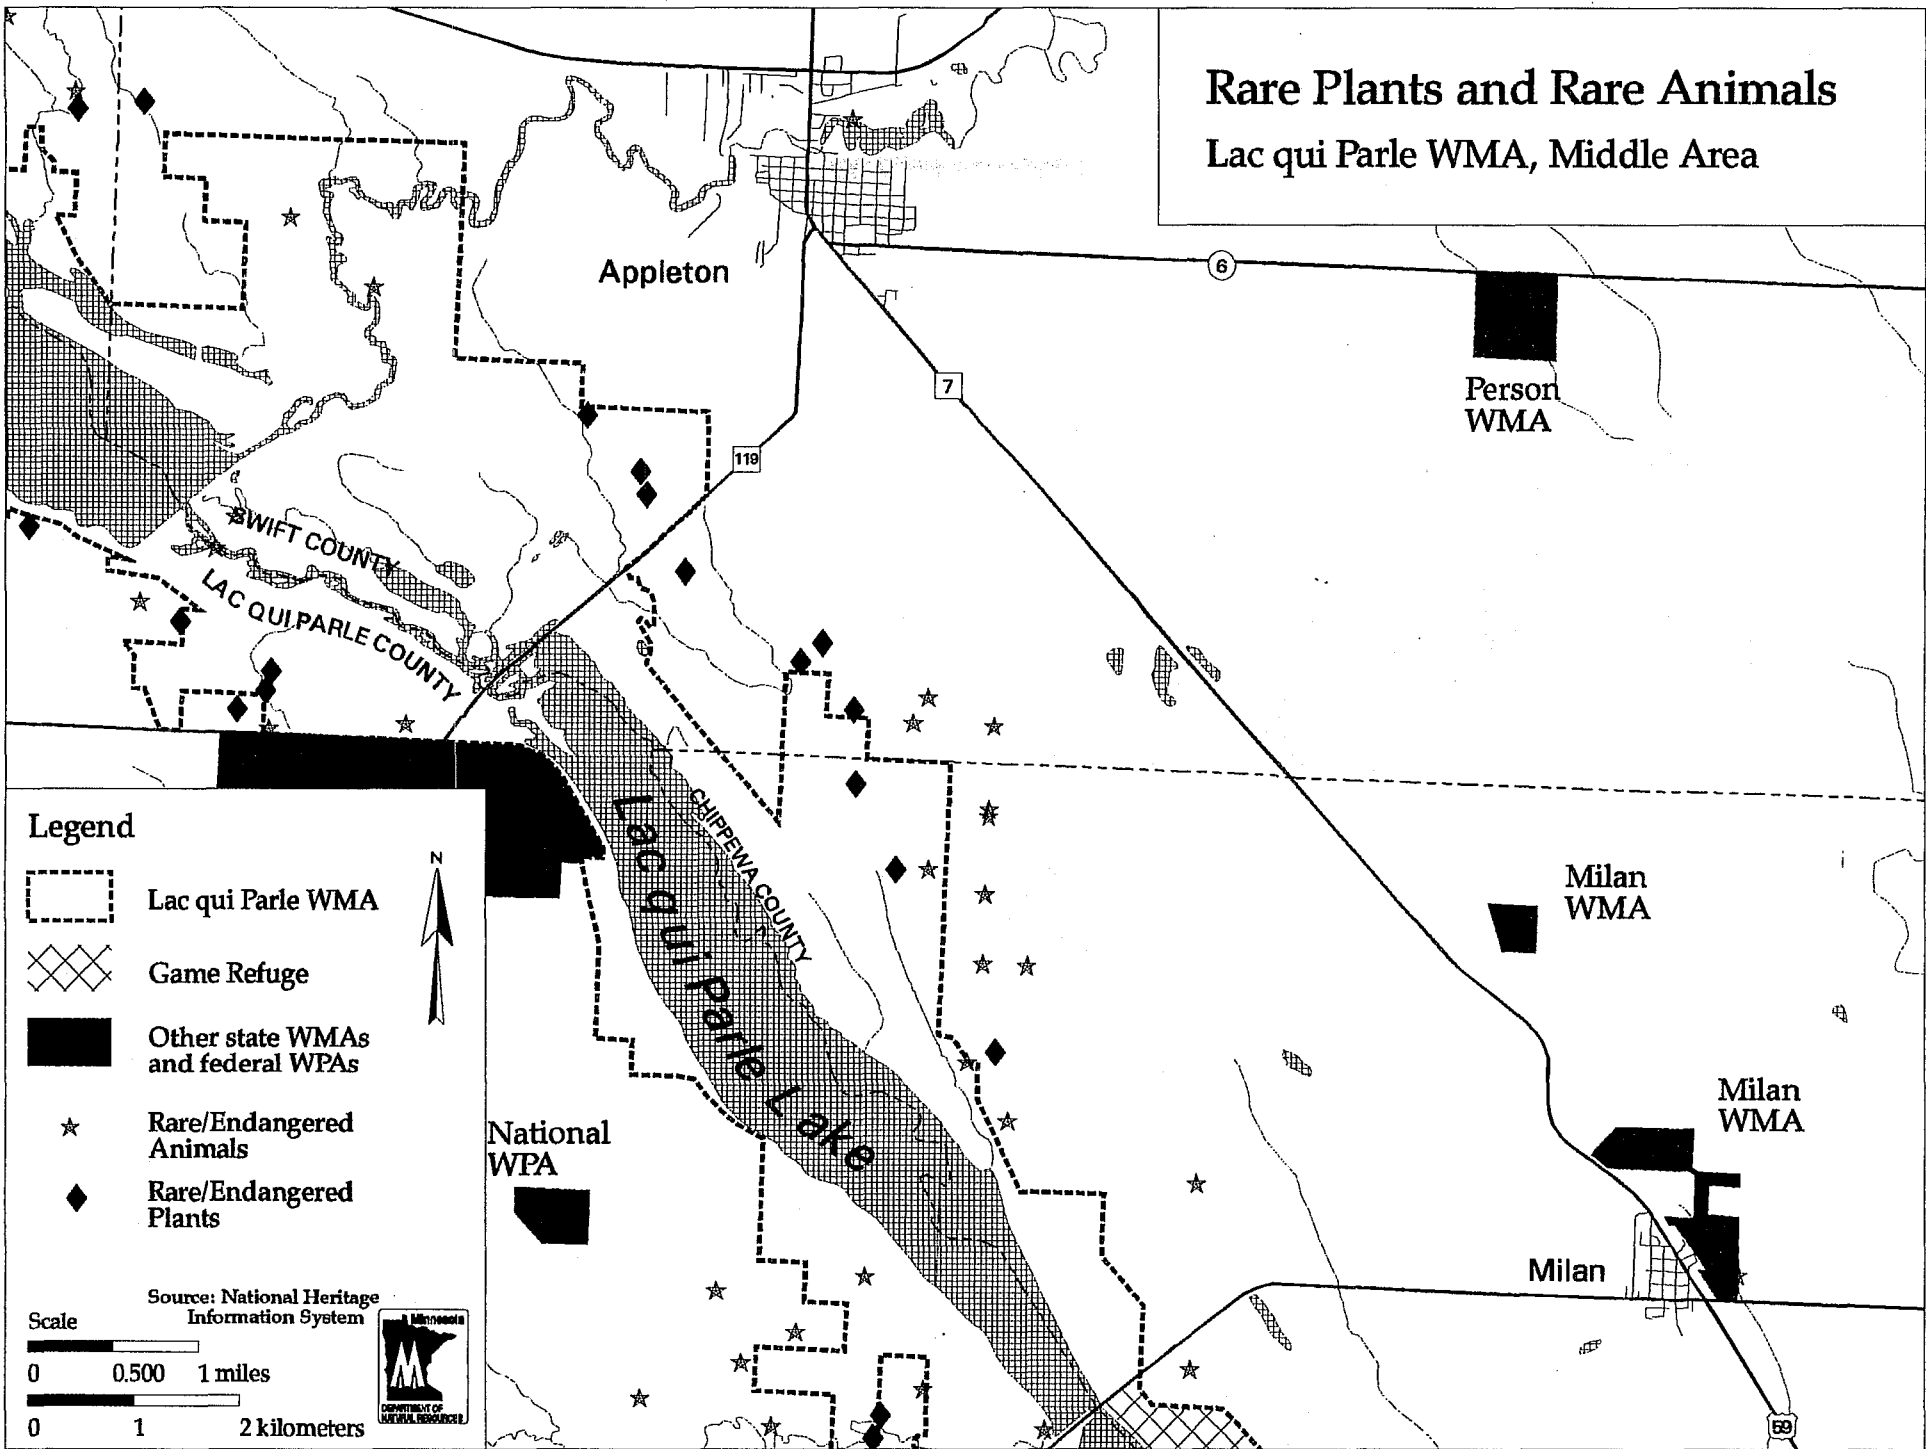 Rare Plants and Rare Animals
Lac qui Parle WMA, Middle Area
Appleton
6
7
Person
WMA
119
SWIFT COUNTY
LAC QUI PARLE COUNTY
CHIPPEWA COUNTY
Lac qui Parle Lake
Milan
WMA
Milan
WMA
National
WPA
Milan
59
Legend
N
Lac qui Parle WMA
Game Refuge
Other state WMAs
and federal WPAs
Rare/Endangered
Animals
Rare/Endangered
Plants
Source: National Heritage
Information System
Scale
0 0.500 1 miles
0 1 2 kilometers
Minnesota
DEPARTMENT OF
NATURAL RESOURCES